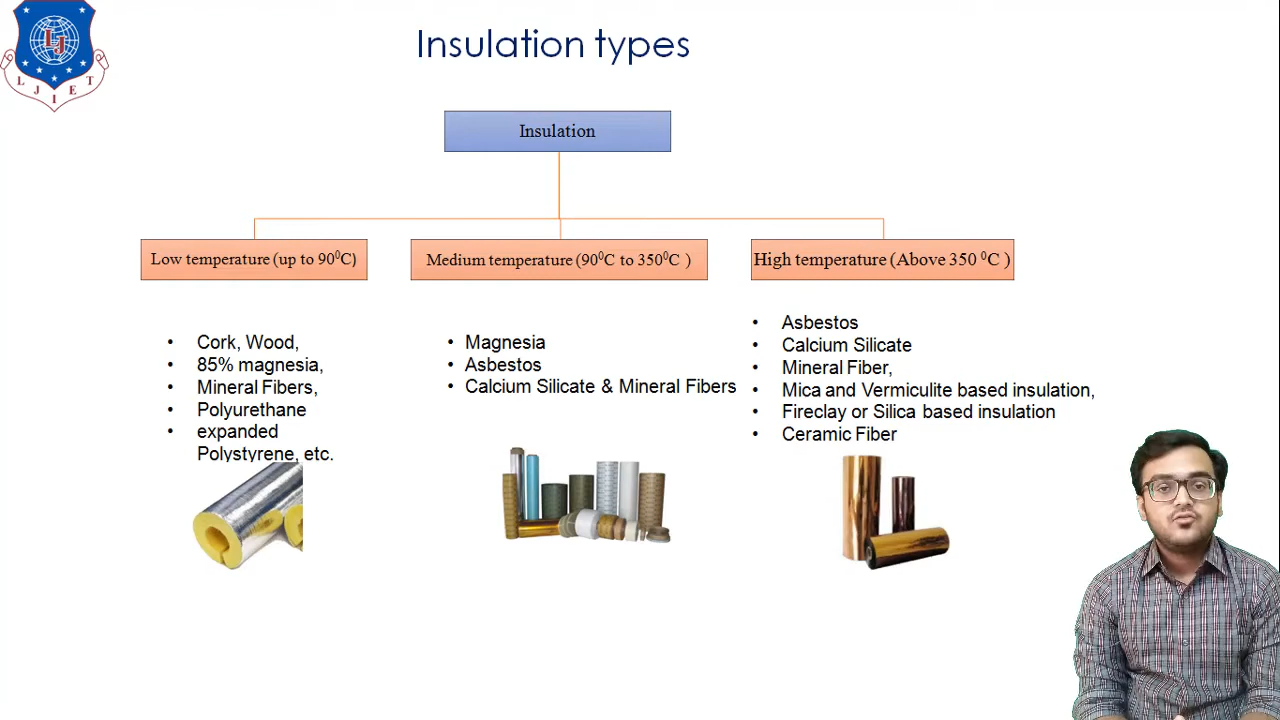 Insulation types
L J I E T
LJ
Insulation
Low temperature (up to 90⁰C)
Medium temperature (90⁰C to 350⁰C )
High temperature (Above 350 ⁰C )
• Cork, Wood,
• 85% magnesia,
• Mineral Fibers,
• Polyurethane
• expanded
Polystyrene, etc.
• Magnesia
• Asbestos
• Calcium Silicate & Mineral Fibers
• Asbestos
• Calcium Silicate
• Mineral Fiber,
• Mica and Vermiculite based insulation,
• Fireclay or Silica based insulation
• Ceramic Fiber